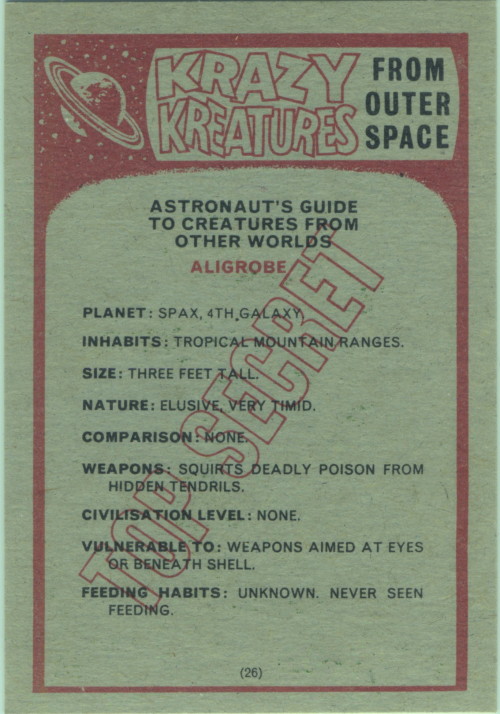 KRAZY
KREATURES
FROM
OUTER
SPACE
ASTRONAUT'S GUIDE
TO CREATURES FROM
OTHER WORLDS
ALIGROBE
PLANET: SPAX, 4TH GALAXY.
INHABITS: TROPICAL MOUNTAIN RANGES.
SIZE: THREE FEET TALL.
NATURE: ELUSIVE, VERY TIMID.
COMPARISON: NONE.
WEAPONS: SQUIRTS DEADLY POISON FROM
HIDDEN TENDRILS.
CIVILISATION LEVEL: NONE.
VULNERABLE TO: WEAPONS AIMED AT EYES
OR BENEATH SHELL.
FEEDING HABITS: UNKNOWN. NEVER SEEN
FEEDING.
TOP SECRET
(26)